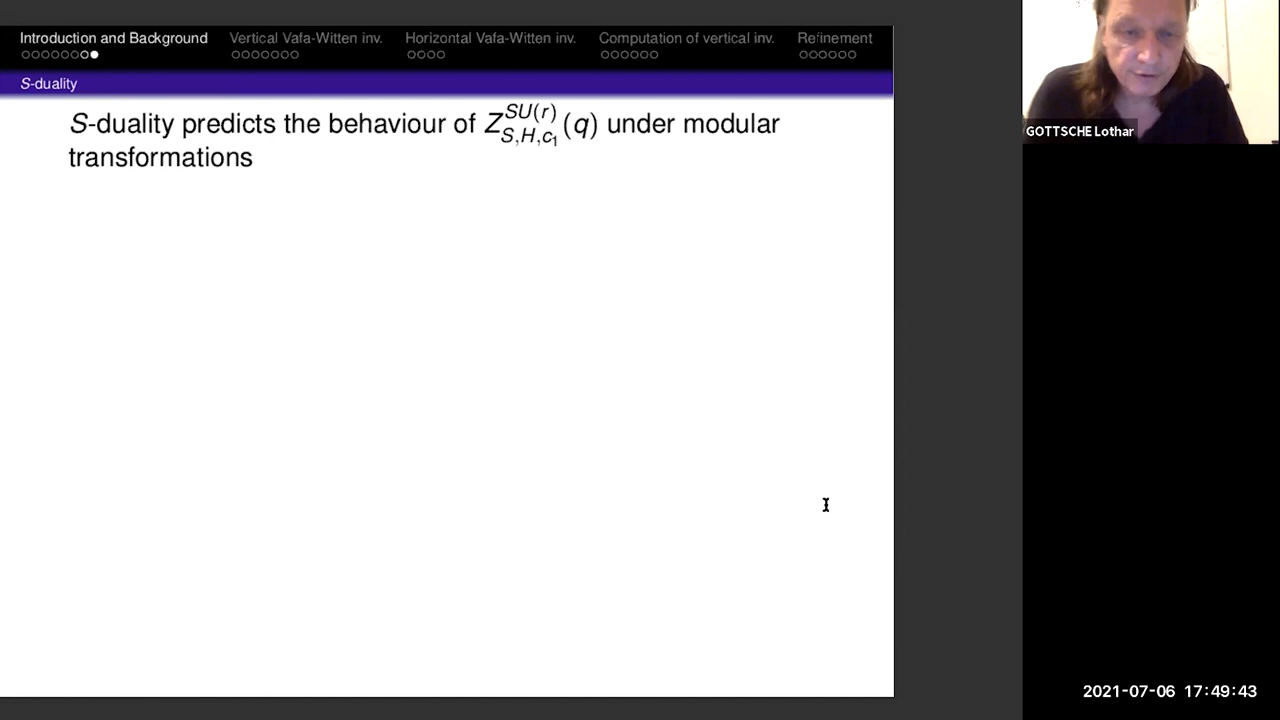 Introduction and Background Vertical Vafa-Witten inv. Horizontal Vafa-Witten inv. Computation of vertical inv. Refinement
S-duality
S-duality predicts the behaviour of Z^{SU(r)}_{S,H,c_1}(q) under modular
transformations
GOTTSCHE Lothar
2021-07-06 17:49:43